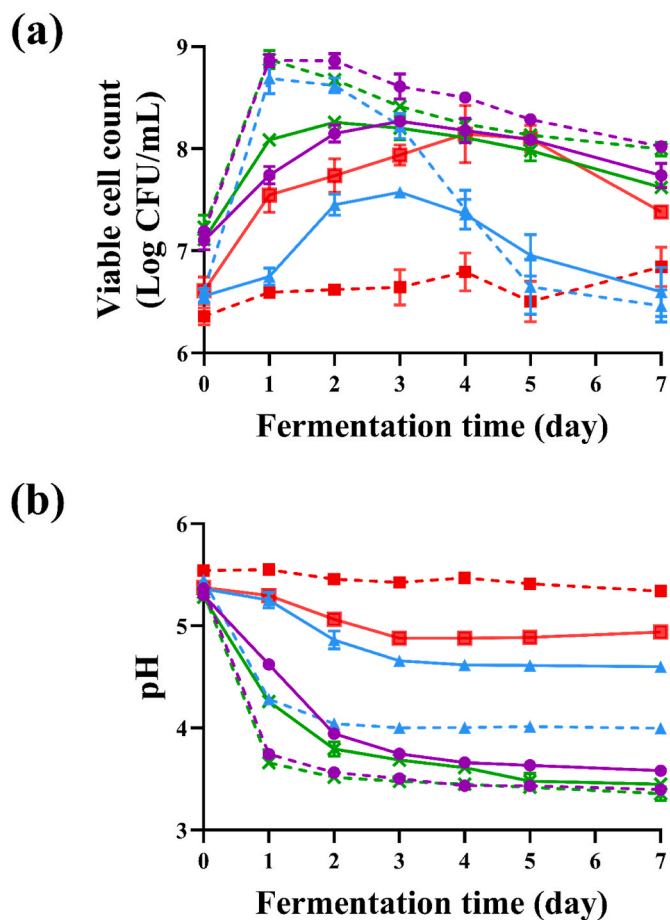 (a)
Viable cell count
(Log CFU/mL)
9
8
7
6
0 1 2 3 4 5 6 7
Fermentation time (day)
(b)
pH
6
5
4
3
0 1 2 3 4 5 6 7
Fermentation time (day)